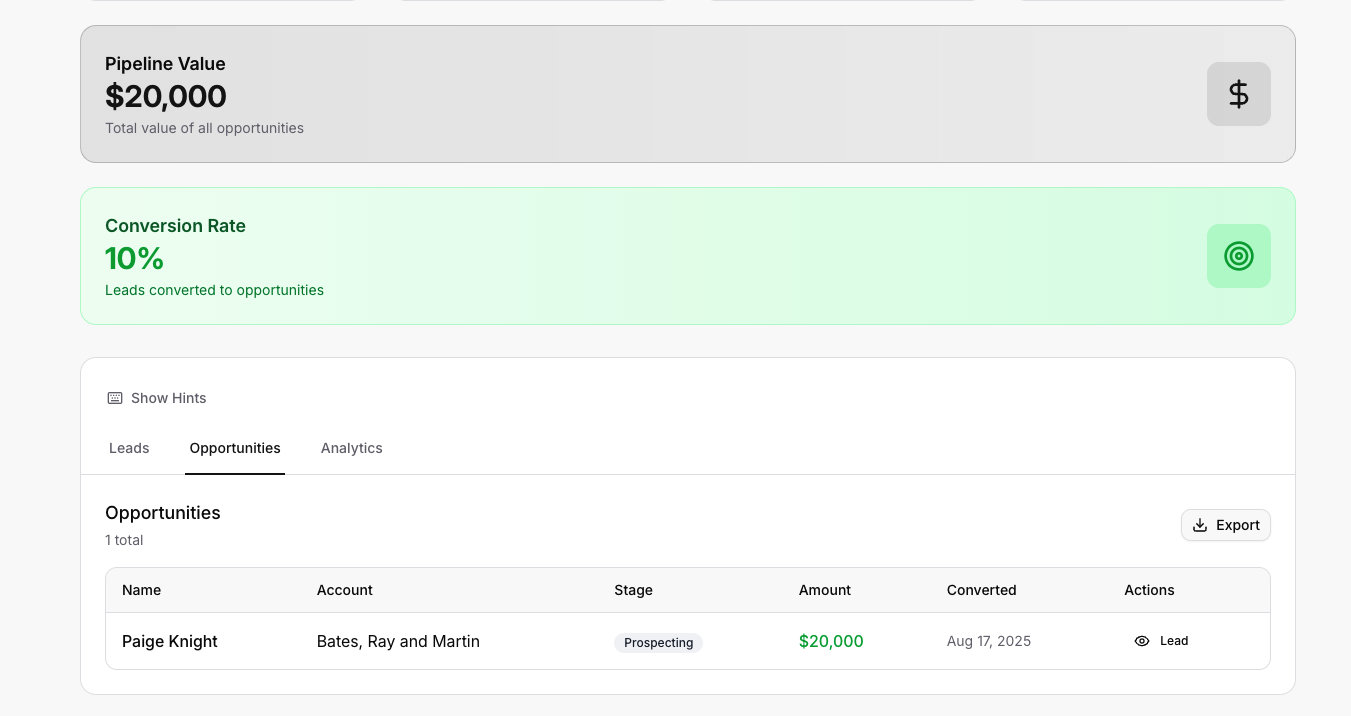 Pipeline Value
$20,000
Total value of all opportunities
Conversion Rate
10%
Leads converted to opportunities
Show Hints
Leads Opportunities Analytics
Opportunities
1 total
Export
Name Account Stage Amount Converted Actions
Paige Knight Bates, Ray and Martin Prospecting $20,000 Aug 17, 2025 Lead